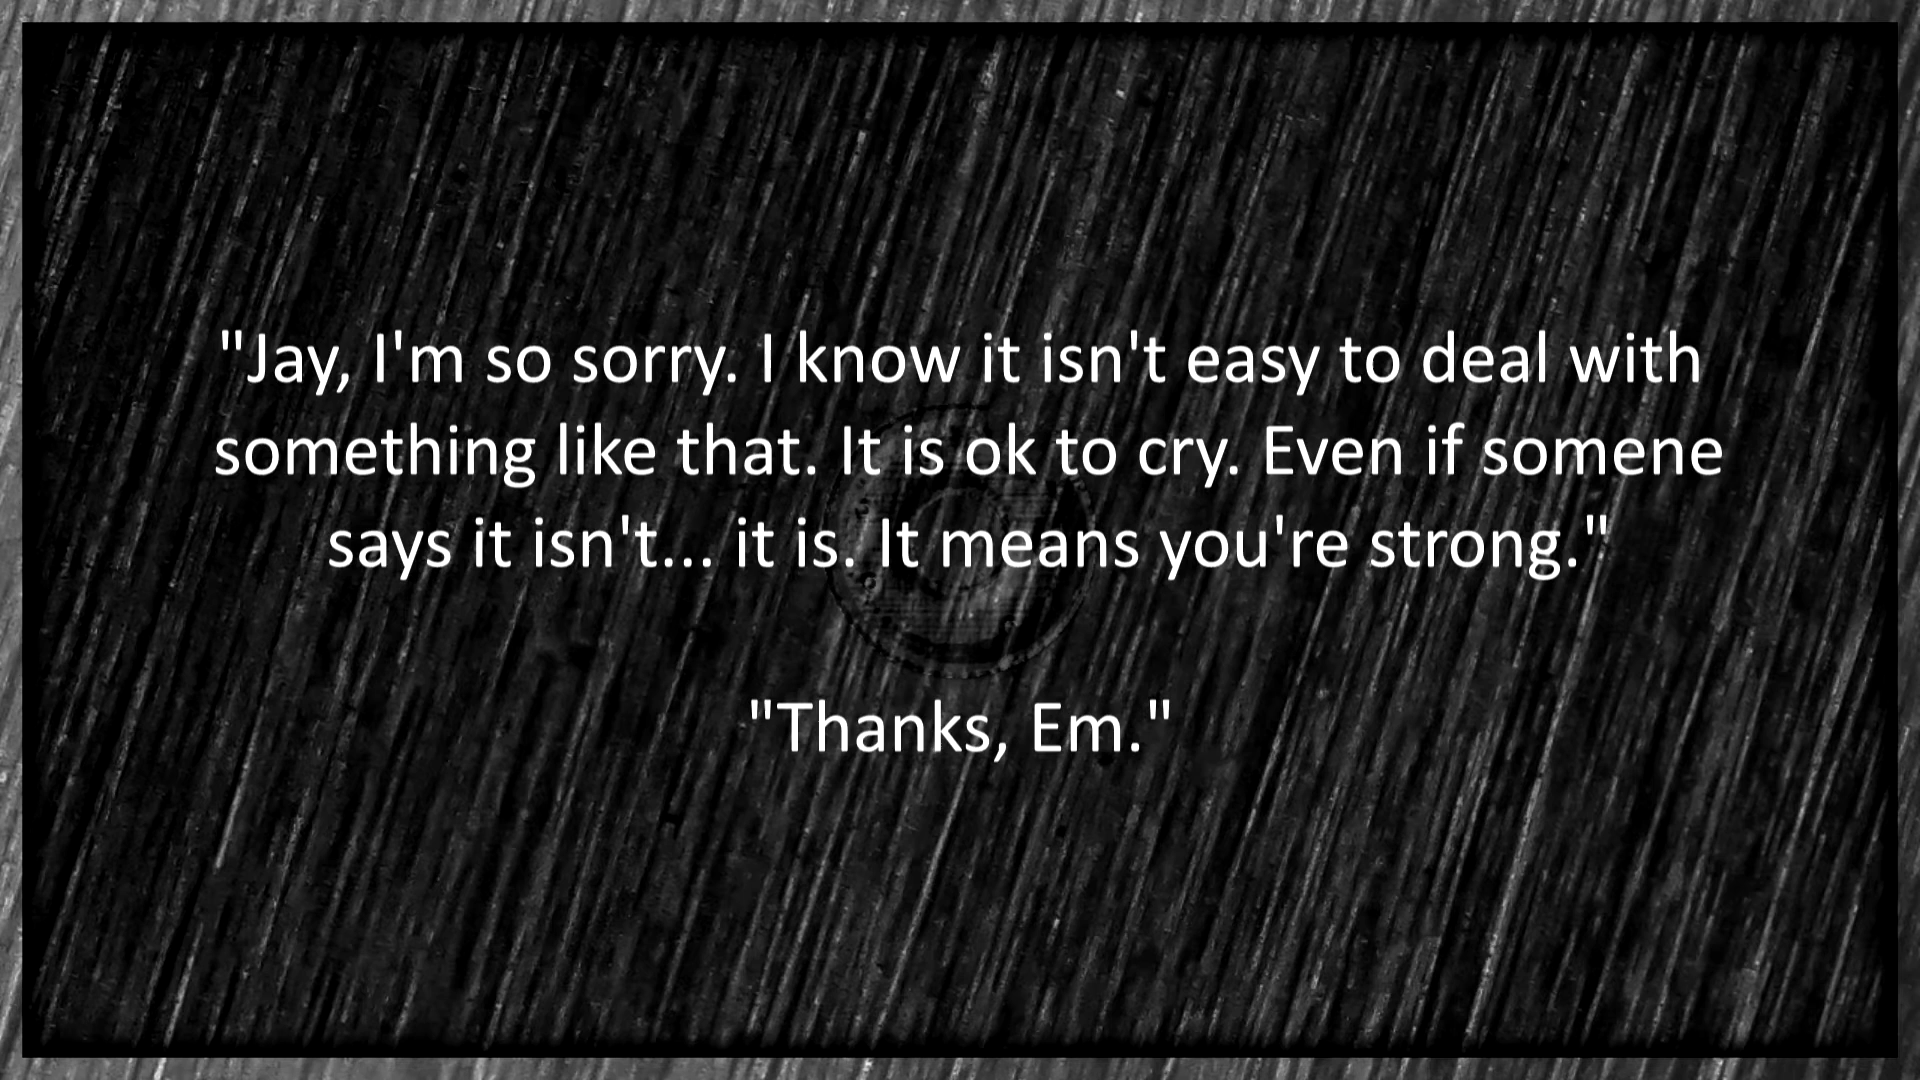 "Jay, I'm so sorry. I know it isn't easy to deal with
something like that. It is ok to cry. Even if somene
says it isn't... it is. It means you're strong."
"Thanks, Em."